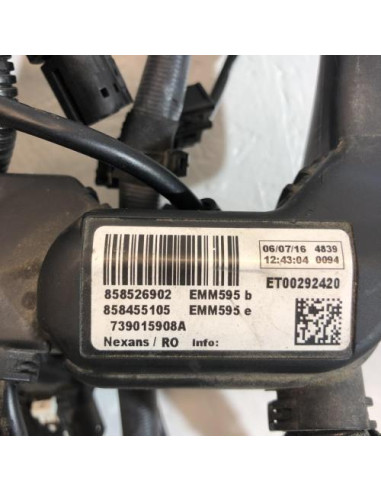 06/07/16 4839
12:43:04 0094
858526902 EMM595 b ET00292420
858455105 EMM595 e
739015908A
Nexans / RO Info: